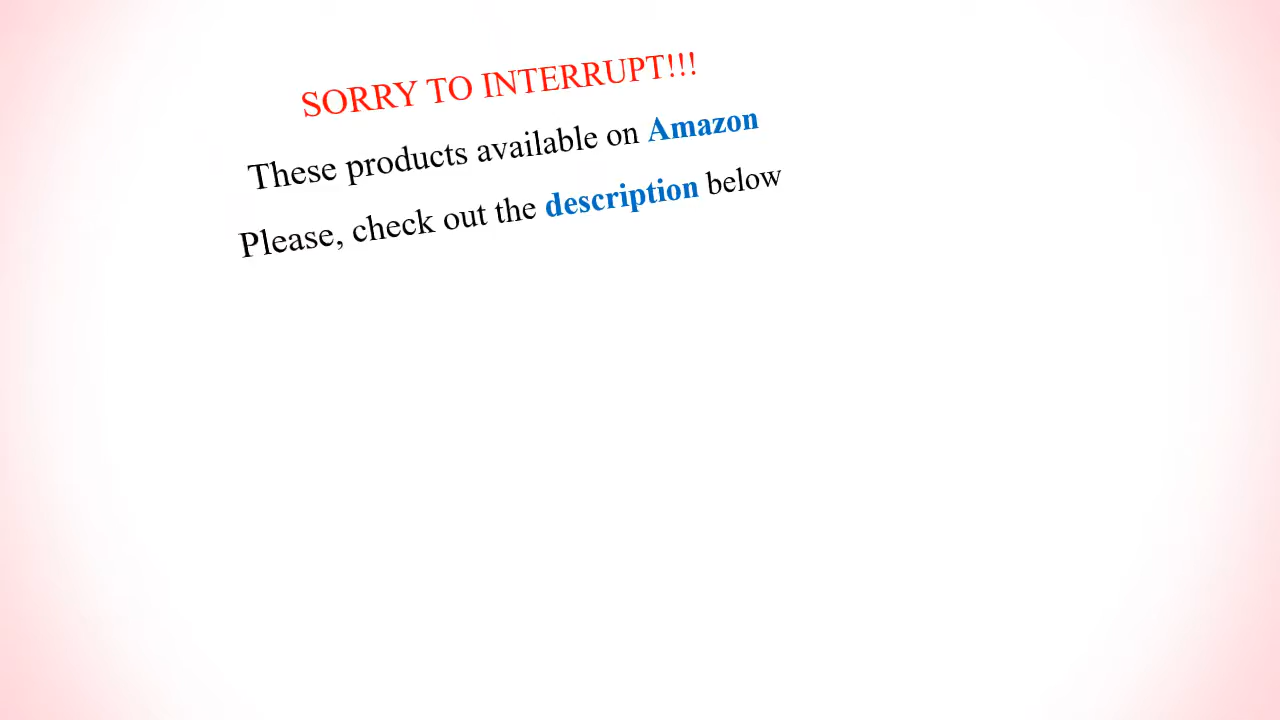 SORRY TO INTERRUPT!!!
These products available on Amazon
Please, check out the description below